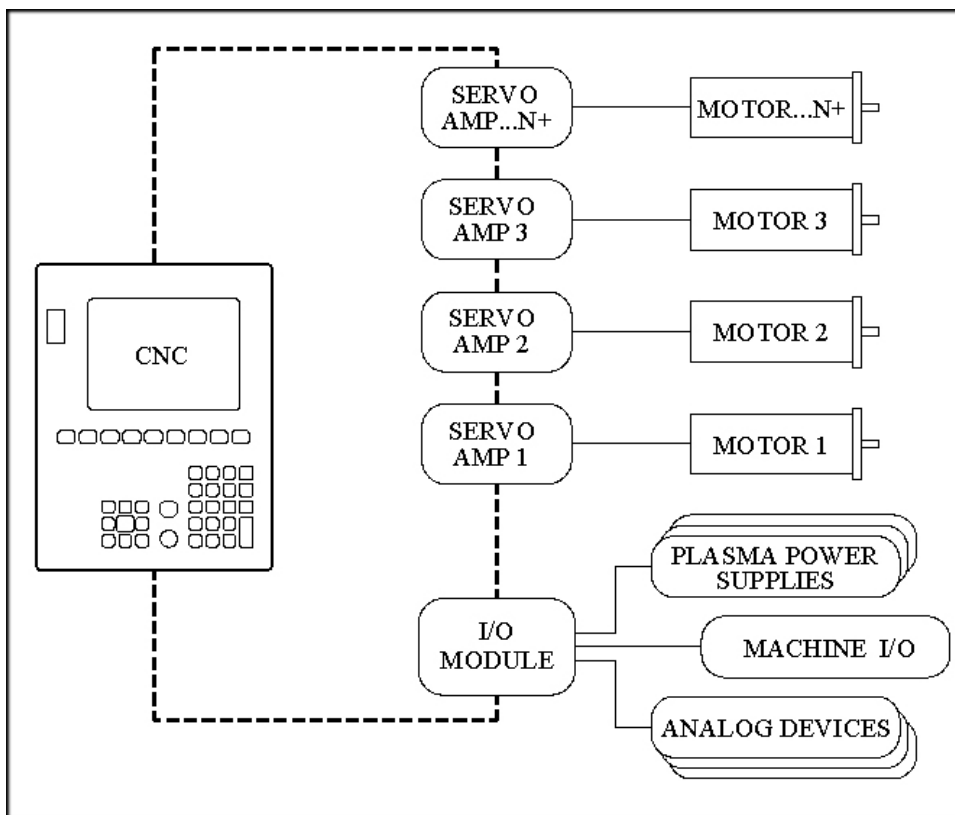 SERVO
AMP...N+
MOTOR...N+
SERVO
AMP 3
MOTOR 3
CNC
SERVO
AMP 2
MOTOR 2
SERVO
AMP 1
MOTOR 1
PLASMA POWER
SUPPLIES
I/O
MODULE
MACHINE I/O
ANALOG DEVICES